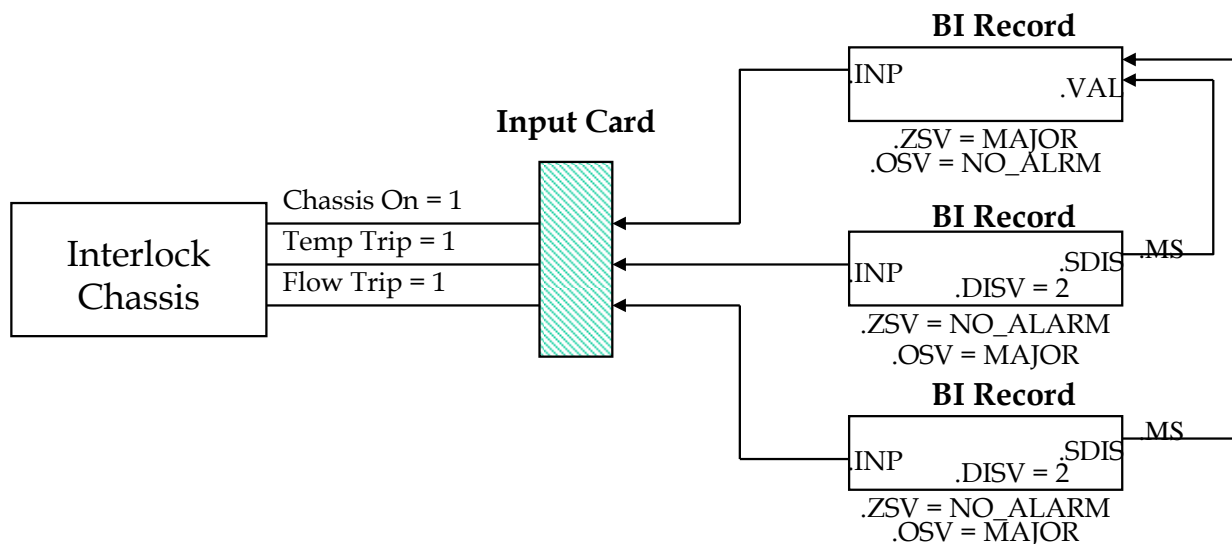 BI Record
.INP
.VAL
.ZSV = MAJOR
.OSV = NO_ALRM
Input Card
Interlock
Chassis
Chassis On = 1
Temp Trip = 1
Flow Trip = 1
BI Record
.INP
.SDIS
.MS
.DISV = 2
.ZSV = NO_ALARM
.OSV = MAJOR
BI Record
.INP
.SDIS
.MS
.DISV = 2
.ZSV = NO_ALARM
.OSV = MAJOR